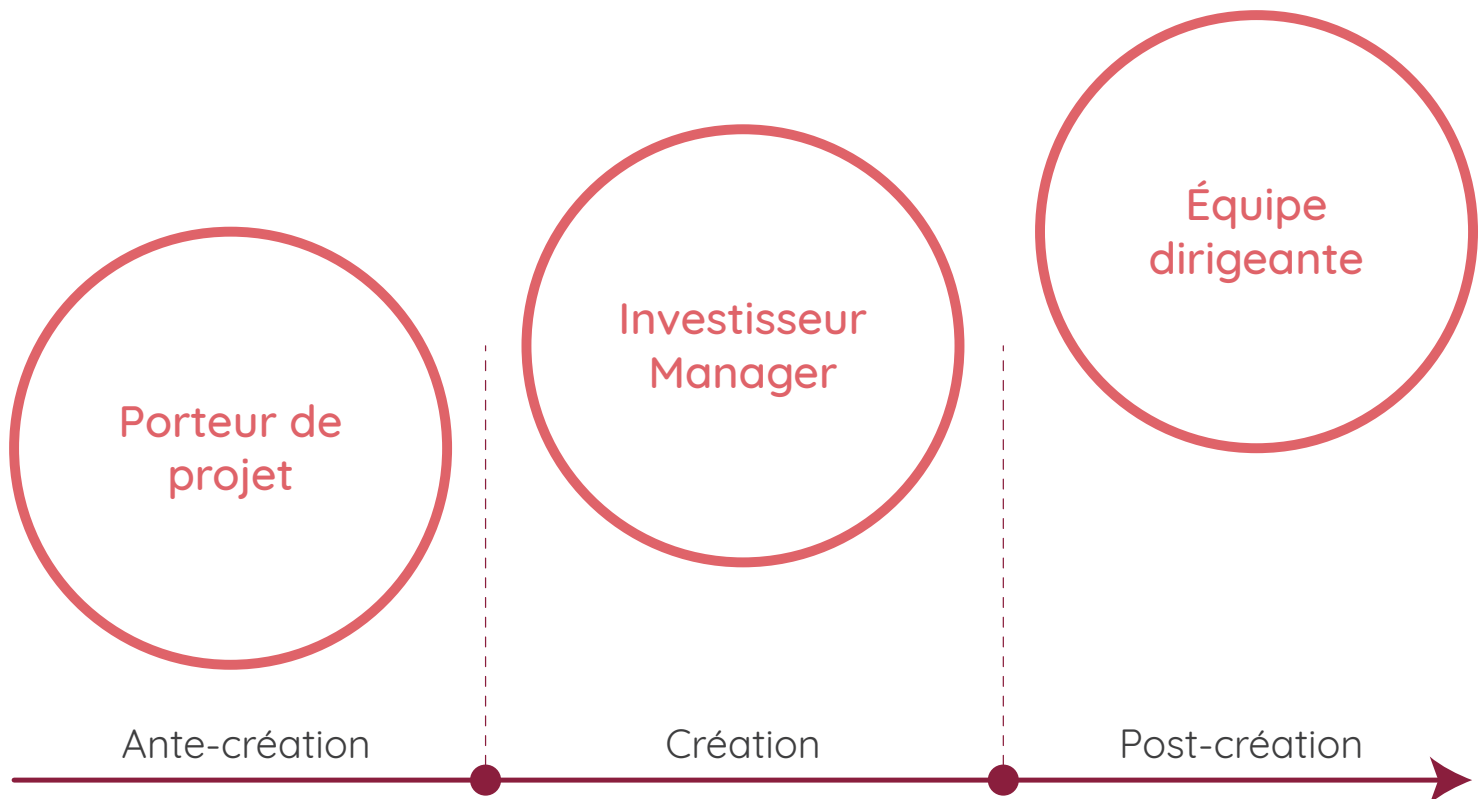 Porteur de
projet
Investisseur
Manager
Équipe
dirigeante
Ante-création
Création
Post-création